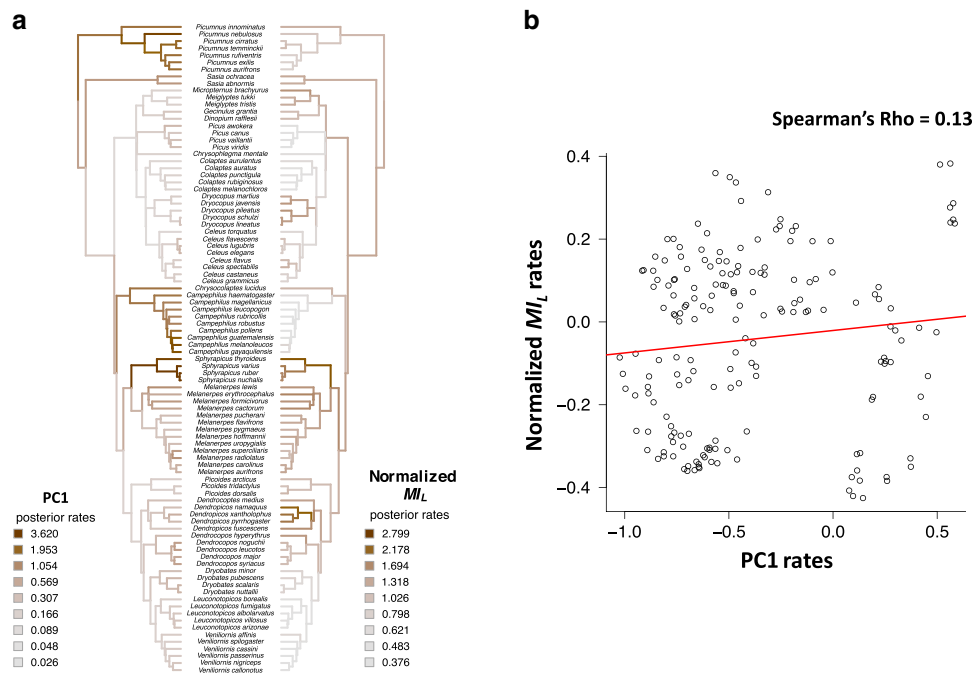 a
Picumnus innominatus
Picumnus nebulosus
Picumnus cirratus
Picumnus temminckii
Picumnus rufiventris
Picumnus exilis
Picumnus aurifrons
Sasia ochracea
Sasia abnormis
Micropternus brachyurus
Meiglyptes tukki
Meiglyptes tristis
Gecinulus grantia
Dinopium rafflesii
Picus awokera
Picus canus
Picus vaillantii
Picus viridis
Chrysophlegma mentale
Colaptes aurulentus
Colaptes auratus
Colaptes punctigula
Colaptes rubiginosus
Colaptes melanochloros
Dryocopus martius
Dryocopus javensis
Dryocopus pileatus
Dryocopus schulzi
Dryocopus lineatus
Celeus torquatus
Celeus flavescens
Celeus lugubris
Celeus elegans
Celeus flavus
Celeus spectabilis
Celeus castaneus
Celeus grammicus
Chrysocolaptes lucidus
Campephilus haematogaster
Campephilus magellanicus
Campephilus leucopogon
Campephilus rubricollis
Campephilus robustus
Campephilus pollens
Campephilus guatemalensis
Campephilus melanoleucos
Campephilus gayaquilensis
Sphyrapicus thyroideus
Sphyrapicus varius
Sphyrapicus ruber
Sphyrapicus nuchalis
Melanerpes lewis
Melanerpes erythrocephalus
Melanerpes formicivorus
Melanerpes cactorum
Melanerpes pucherani
Melanerpes flavifrons
Melanerpes pygmaeus
Melanerpes hoffmannii
Melanerpes uropygialis
Melanerpes superciliaris
Melanerpes radiolatus
Melanerpes carolinus
Melanerpes aurifrons
Picoides arcticus
Picoides tridactylus
Picoides dorsalis
Dendrocoptes medius
Dendropicos namaquus
Dendropicos xantholophus
Dendropicos pyrrhogaster
Dendropicos fuscescens
Dendrocopos hyperythrus
Dendrocopos noguchii
Dendrocopos leucotos
Dendrocopos major
Dendrocopos syriacus
Dryobates minor
Dryobates pubescens
Dryobates scalaris
Dryobates nuttallii
Leuconotopicos borealis
Leuconotopicos fumigatus
Leuconotopicos albolarvatus
Leuconotopicos villosus
Leuconotopicos arizonae
Veniliornis affinis
Veniliornis spilogaster
Veniliornis cassini
Veniliornis passerinus
Veniliornis nigriceps
Veniliornis callonotus
PC1
posterior rates
3.620
1.953
1.054
0.569
0.307
0.166
0.089
0.048
0.026
Normalized
MIL
posterior rates
2.799
2.178
1.694
1.318
1.026
0.798
0.621
0.483
0.376
b
Spearman's Rho = 0.13
Normalized MIL rates
0.4
0.2
0.0
−0.2
−0.4
−1.0
−0.5
0.0
0.5
PC1 rates